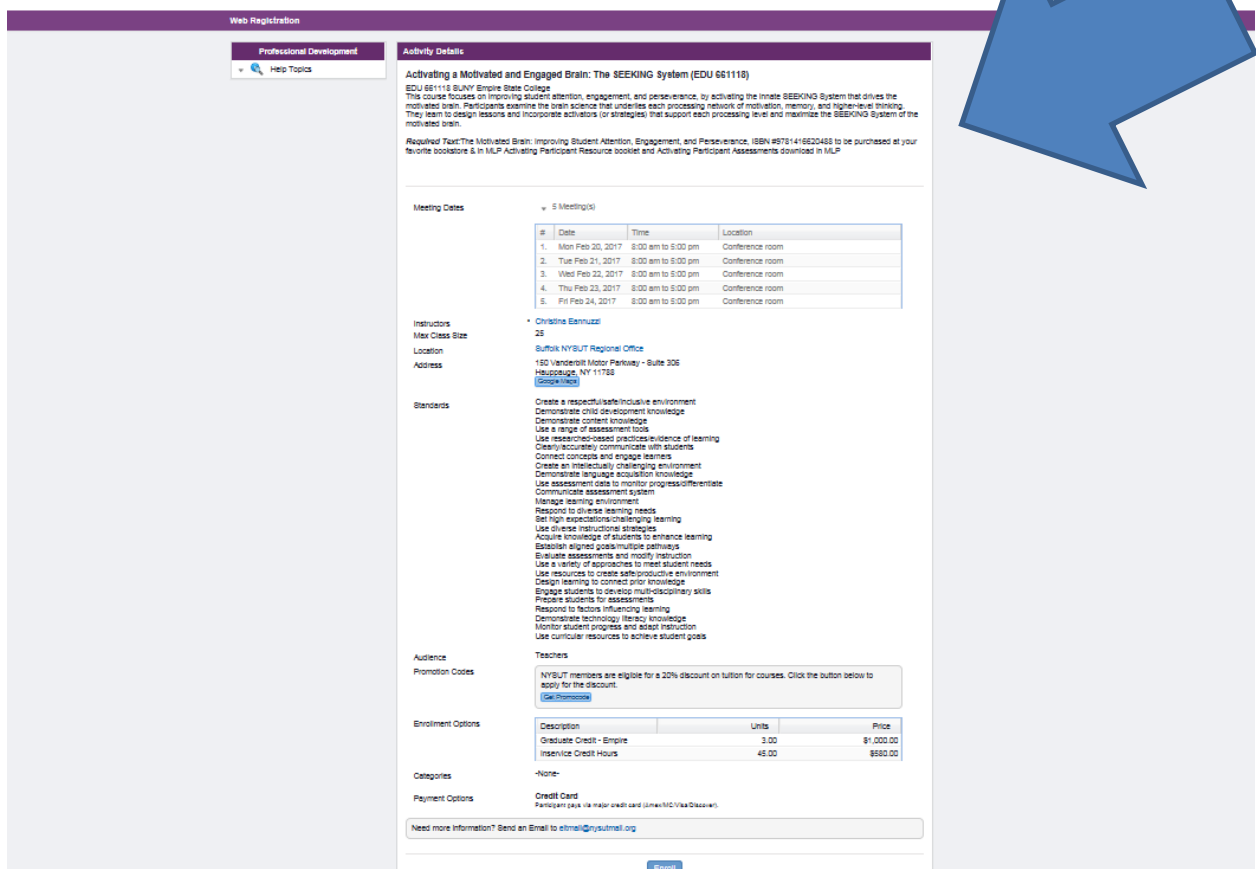 Web Registration
Professional Development
Help Topics
Activity Details
Activating a Motivated and Engaged Brain: The SEEKING System (EDU 661118)
EDU 661118 SUNY Empire State College
This course focuses on improving student attention, engagement, and perseverance, by activating the innate SEEKING System that drives the
motivated brain. Participants examine the brain science that underlies each processing network of motivation, memory, and higher-level thinking.
They learn to design lessons and incorporate activators (or strategies) that support each processing level and maximize the SEEKING System of the
motivated brain.
Required Text:The Motivated Brain: Improving Student Attention, Engagement, and Perseverance, ISBN #9781416620488 to be purchased at your
favorite bookstore & in MLP Activating Participant Resource booklet and Activating Participant Assessments download in MLP
Meeting Dates
5 Meeting(s)
# Date Time Location
1. Mon Feb 20, 2017 8:00 am to 5:00 pm Conference room
2. Tue Feb 21, 2017 8:00 am to 5:00 pm Conference room
3. Wed Feb 22, 2017 8:00 am to 5:00 pm Conference room
4. Thu Feb 23, 2017 8:00 am to 5:00 pm Conference room
5. Fri Feb 24, 2017 8:00 am to 5:00 pm Conference room
Instructors • Christina Eannuzzi
Max Class Size 25
Location Suffolk NYSUT Regional Office
Address 150 Vanderbilt Motor Parkway - Suite 306
Hauppauge, NY 11788
Google Maps
Standards Create a respectful/safe/inclusive environment
Demonstrate child development knowledge
Demonstrate content knowledge
Use a range of assessment tools
Use researched-based practices/evidence of learning
Clearly/accurately communicate with students
Connect concepts and engage learners
Create an intellectually challenging environment
Demonstrate language acquisition knowledge
Use assessment data to monitor progress/differentiate
Communicate assessment system
Manage learning environment
Respond to diverse learning needs
Set high expectations/challenging learning
Use diverse instructional strategies
Acquire knowledge of students to enhance learning
Establish aligned goals/multiple pathways
Evaluate assessments and modify instruction
Use a variety of approaches to meet student needs
Use resources to create safe/productive environment
Design learning to connect prior knowledge
Engage students to develop multi-disciplinary skills
Prepare students for assessments
Respond to factors influencing learning
Demonstrate technology literacy knowledge
Monitor student progress and adapt instruction
Use curricular resources to achieve student goals
Audience Teachers
Promotion Codes
NYSUT members are eligible for a 20% discount on tuition for courses. Click the button below to
apply for the discount.
Get Promocode
Enrollment Options
Description Units Price
Graduate Credit - Empire 3.00 $1,000.00
Inservice Credit Hours 45.00 $580.00
Categories -None-
Payment Options Credit Card
Participant pays via major credit card (Amex/MC/Visa/Discover).
Need more information? Send an Email to eltmail@nysutmail.org
Enroll